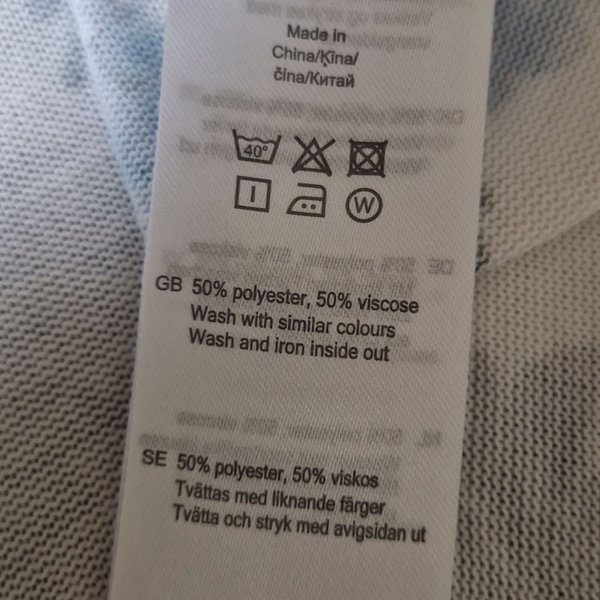 Made in
China/Ķīna/
čína/Китай
40°
W
GB 50% polyester, 50% viscose
Wash with similar colours
Wash and iron inside out
SE 50% polyester, 50% viskos
Tvättas med liknande färger
Tvätta och stryk med avigsidan ut